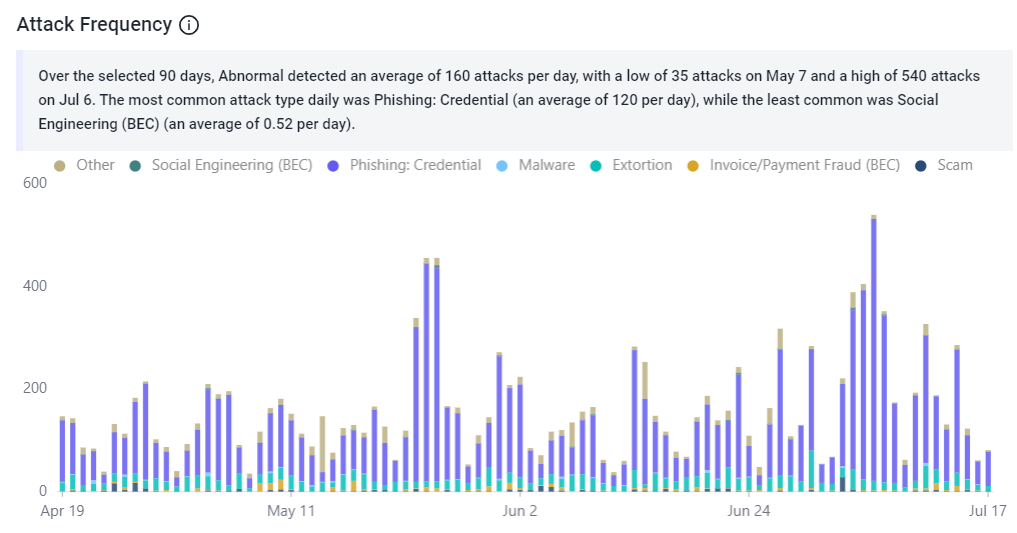 Attack Frequency
Over the selected 90 days, Abnormal detected an average of 160 attacks per day, with a low of 35 attacks on May 7 and a high of 540 attacks
on Jul 6. The most common attack type daily was Phishing: Credential (an average of 120 per day), while the least common was Social
Engineering (BEC) (an average of 0.52 per day).
Other Social Engineering (BEC) Phishing: Credential Malware Extortion Invoice/Payment Fraud (BEC) Scam
600
400
200
0
Apr 19 May 11 Jun 2 Jun 24 Jul 17